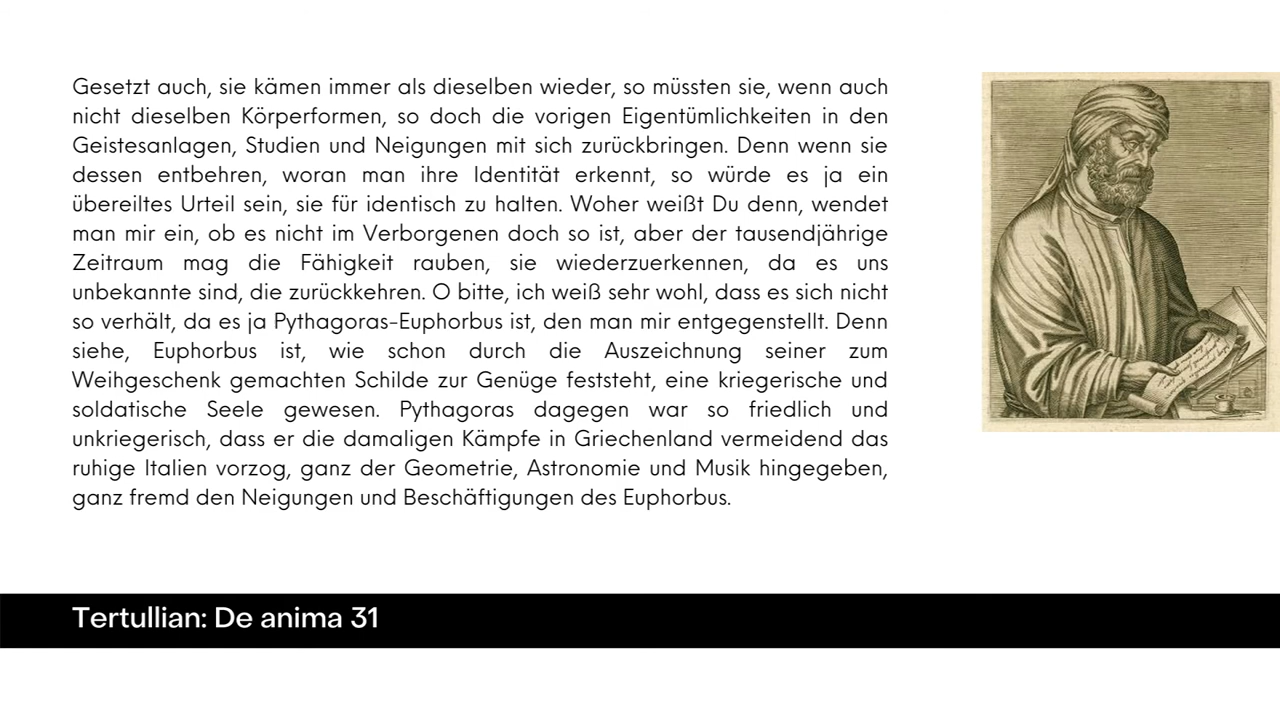 Gesetzt auch, sie kämen immer als dieselben wieder, so müssten sie, wenn auch
nicht dieselben Körperformen, so doch die vorigen Eigentümlichkeiten in den
Geistesanlagen, Studien und Neigungen mit sich zurückbringen. Denn wenn sie
dessen entbehren, woran man ihre Identität erkennt, so würde es ja ein
übereiltes Urteil sein, sie für identisch zu halten. Woher weißt Du denn, wendet
man mir ein, ob es nicht im Verborgenen doch so ist, aber der tausendjährige
Zeitraum mag die Fähigkeit rauben, sie wiederzuerkennen, da es uns
unbekannte sind, die zurückkehren. O bitte, ich weiß sehr wohl, dass es sich nicht
so verhält, da es ja Pythagoras-Euphorbus ist, den man mir entgegenstellt. Denn
siehe, Euphorbus ist, wie schon durch die Auszeichnung seiner zum
Weihgeschenk gemachten Schilde zur Genüge feststeht, eine kriegerische und
soldatische Seele gewesen. Pythagoras dagegen war so friedlich und
unkriegerisch, dass er die damaligen Kämpfe in Griechenland vermeidend das
ruhige Italien vorzog, ganz der Geometrie, Astronomie und Musik hingegeben,
ganz fremd den Neigungen und Beschäftigungen des Euphorbus.
Tertullian: De anima 31